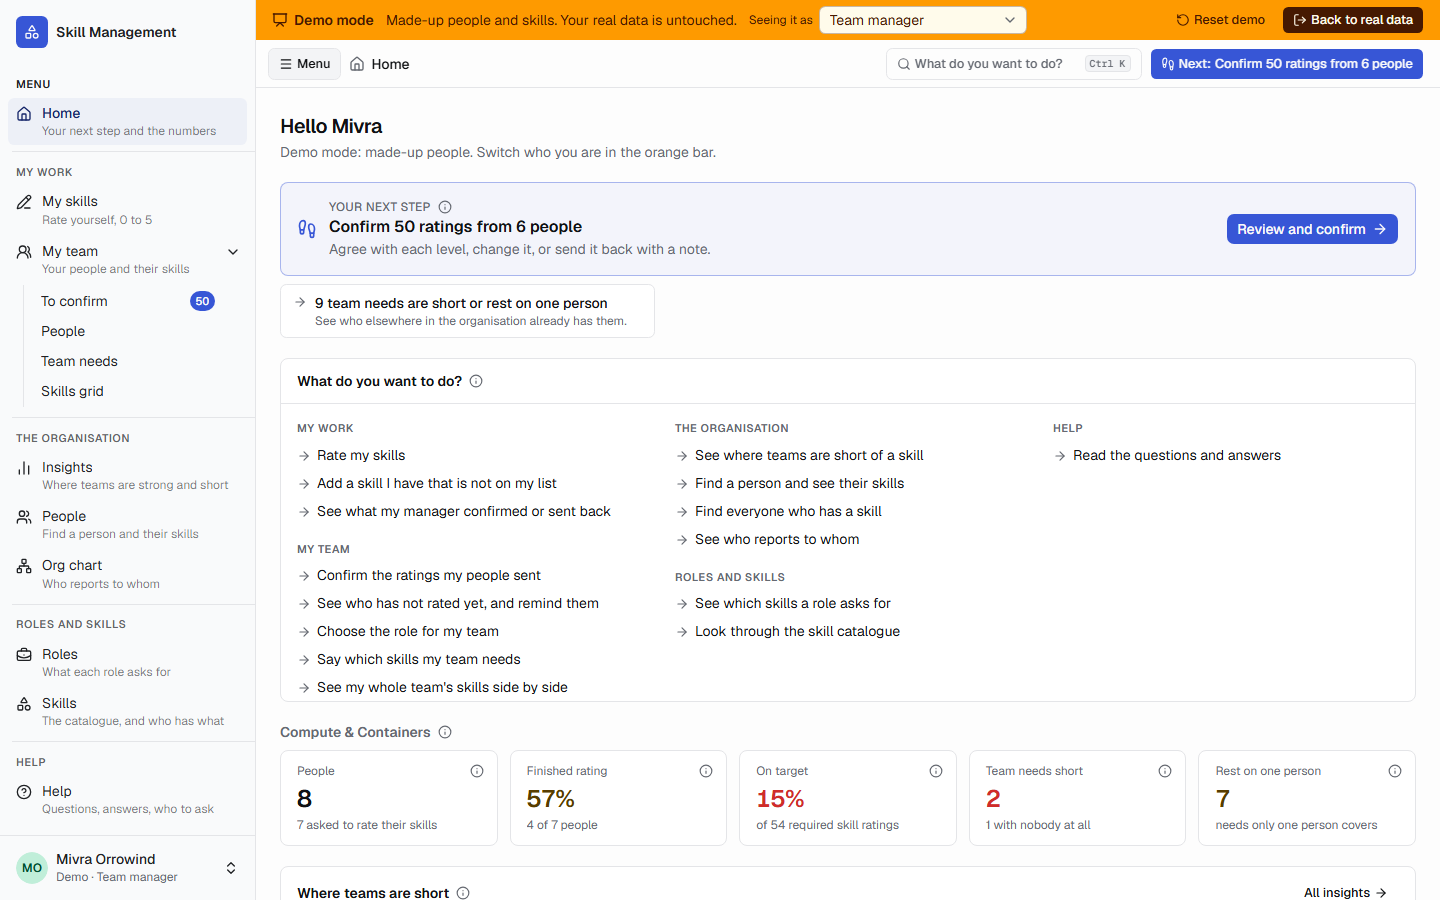 Skill Management
MENU
Home
Your next step and the numbers
MY WORK
My skills
Rate yourself, 0 to 5
My team
Your people and their skills
To confirm 50
People
Team needs
Skills grid
THE ORGANISATION
Insights
Where teams are strong and short
People
Find a person and their skills
Org chart
Who reports to whom
ROLES AND SKILLS
Roles
What each role asks for
Skills
The catalogue, and who has what
HELP
Help
Questions, answers, who to ask
MO
Mivra Orrowind
Demo · Team manager
Demo mode Made-up people and skills. Your real data is untouched. Seeing it as Team manager Reset demo Back to real data
Menu Home What do you want to do? Ctrl K Next: Confirm 50 ratings from 6 people
Hello Mivra
Demo mode: made-up people. Switch who you are in the orange bar.
YOUR NEXT STEP
Confirm 50 ratings from 6 people
Agree with each level, change it, or send it back with a note.
Review and confirm
9 team needs are short or rest on one person
See who elsewhere in the organisation already has them.
What do you want to do?
MY WORK
Rate my skills
Add a skill I have that is not on my list
See what my manager confirmed or sent back
MY TEAM
Confirm the ratings my people sent
See who has not rated yet, and remind them
Choose the role for my team
Say which skills my team needs
See my whole team's skills side by side
THE ORGANISATION
See where teams are short of a skill
Find a person and see their skills
Find everyone who has a skill
See who reports to whom
ROLES AND SKILLS
See which skills a role asks for
Look through the skill catalogue
HELP
Read the questions and answers
Compute & Containers
People
8
7 asked to rate their skills
Finished rating
57%
4 of 7 people
On target
15%
of 54 required skill ratings
Team needs short
2
1 with nobody at all
Rest on one person
7
needs only one person covers
Where teams are short
All insights